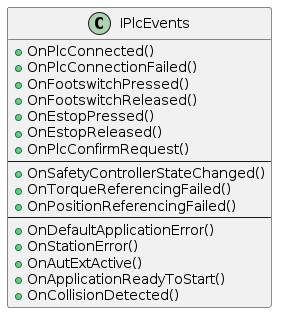 C IPlcEvents
OnPlcConnected()
OnPlcConnectionFailed()
OnFootswitchPressed()
OnFootswitchReleased()
OnEstopPressed()
OnEstopReleased()
OnPlcConfirmRequest()
OnSafetyControllerStateChanged()
OnTorqueReferencingFailed()
OnPositionReferencingFailed()
OnDefaultApplicationError()
OnStationError()
OnAutExtActive()
OnApplicationReadyToStart()
OnCollisionDetected()